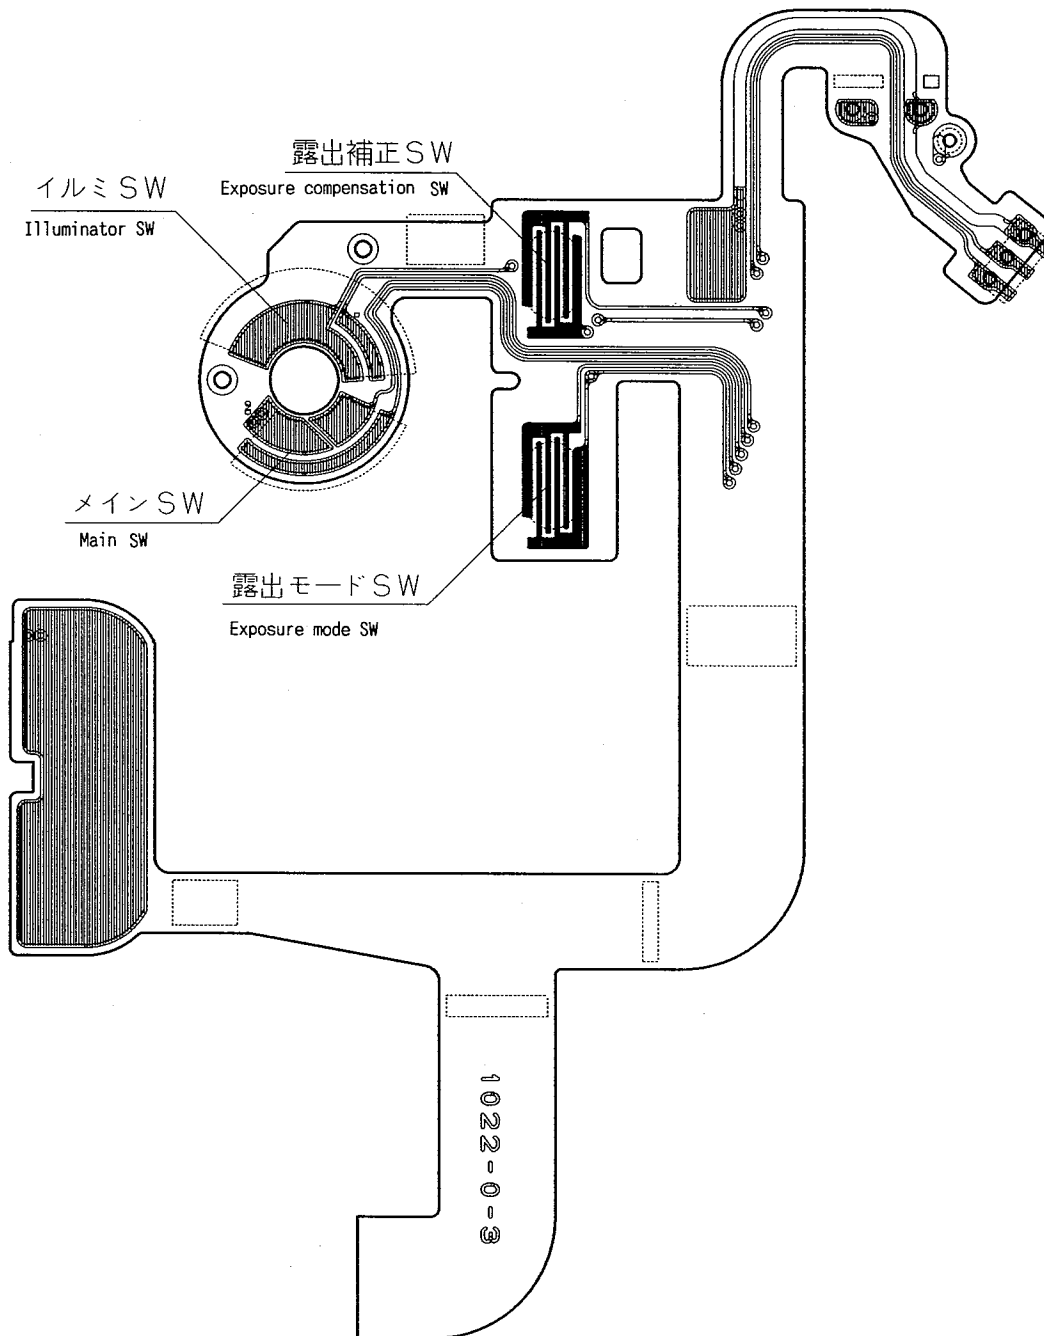 露出補正SW
Exposure compensation SW
イルミSW
Illuminator SW
メインSW
Main SW
露出モードSW
Exposure mode SW
1022-0-3